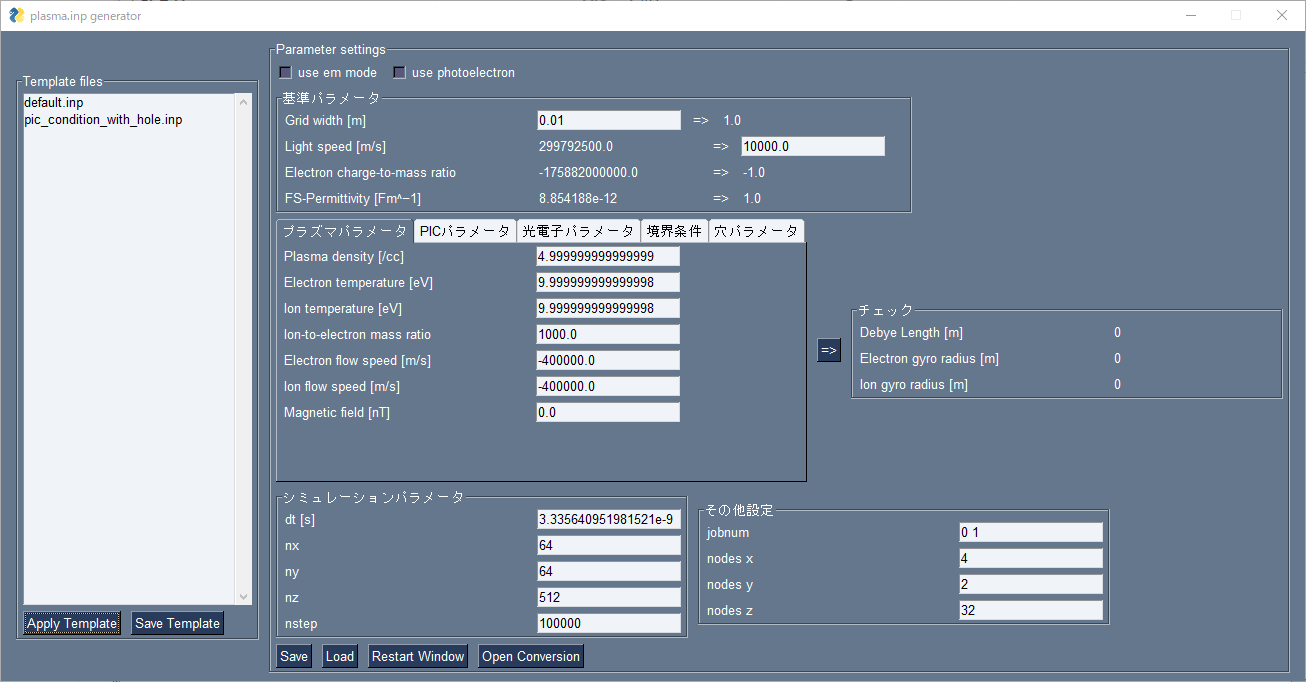 plasma.inp generator
Template files
default.inp
pic_condition_with_hole.inp
Apply Template Save Template
Parameter settings
use em mode use photoelectron
基準パラメータ
Grid width [m] 0.01 => 1.0
Light speed [m/s] 299792500.0 => 10000.0
Electron charge-to-mass ratio -175882000000.0 => -1.0
FS-Permittivity [Fm^−1] 8.854188e-12 => 1.0
プラズマパラメータ PICパラメータ 光電子パラメータ 境界条件 穴パラメータ
Plasma density [/cc] 4.999999999999999
Electron temperature [eV] 9.999999999999998
Ion temperature [eV] 9.999999999999998
Ion-to-electron mass ratio 1000.0
Electron flow speed [m/s] -400000.0
Ion flow speed [m/s] -400000.0
Magnetic field [nT] 0.0
=>
チェック
Debye Length [m] 0
Electron gyro radius [m] 0
Ion gyro radius [m] 0
シミュレーションパラメータ
dt [s] 3.335640951981521e-9
nx 64
ny 64
nz 512
nstep 100000
その他設定
jobnum 0 1
nodes x 4
nodes y 2
nodes z 32
Save Load Restart Window Open Conversion